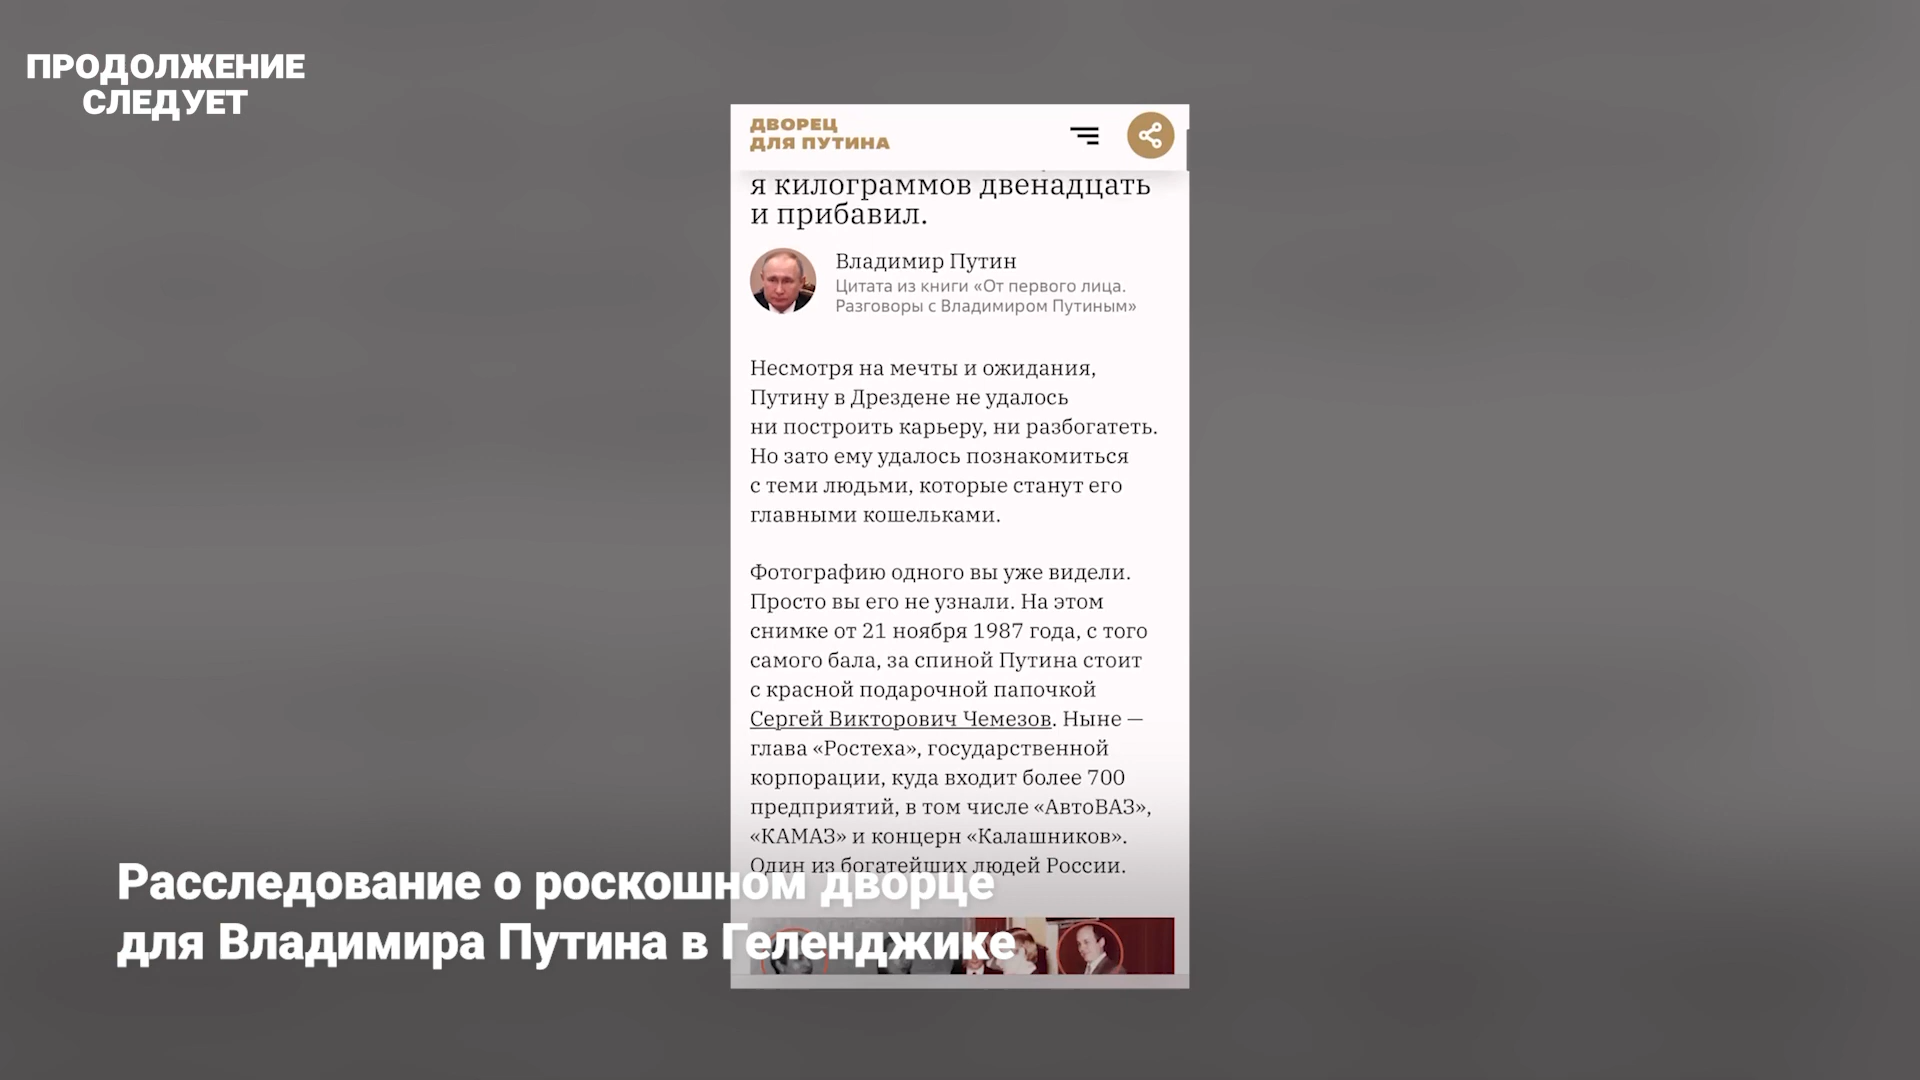 ПРОДОЛЖЕНИЕ
СЛЕДУЕТ
ДВОРЕЦ
ДЛЯ ПУТИНА
я килограммов двенадцать
и прибавил.
Владимир Путин
Цитата из книги «От первого лица.
Разговоры с Владимиром Путиным»
Несмотря на мечты и ожидания,
Путину в Дрездене не удалось
ни построить карьеру, ни разбогатеть.
Но зато ему удалось познакомиться
с теми людьми, которые станут его
главными кошельками.
Фотографию одного вы уже видели.
Просто вы его не узнали. На этом
снимке от 21 ноября 1987 года, с того
самого бала, за спиной Путина стоит
с красной подарочной папочкой
Сергей Викторович Чемезов. Ныне —
глава «Ростеха», государственной
корпорации, куда входит более 700
предприятий, в том числе «АвтоВАЗ»,
«КАМАЗ» и концерн «Калашников».
Один из богатейших людей России.
Расследование о роскошном дворце
для Владимира Путина в Геленджике